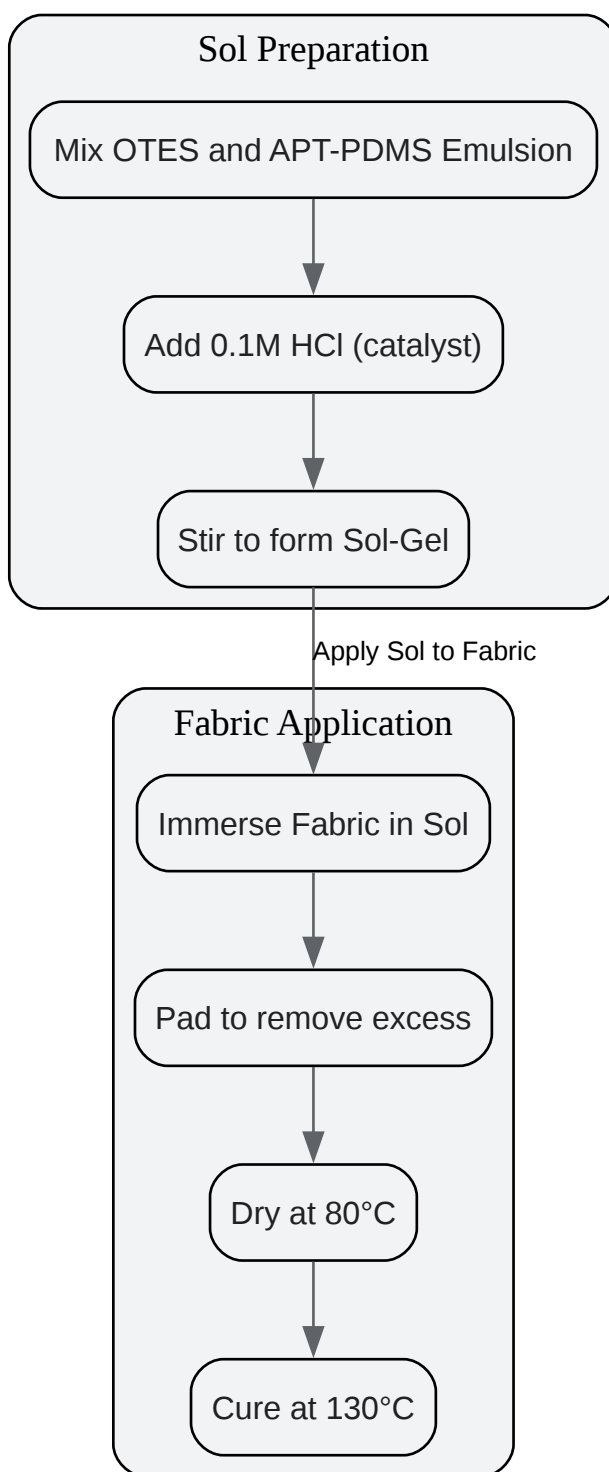 Sol Preparation
Mix OTES and APT-PDMS Emulsion
Add 0.1M HCl (catalyst)
Stir to form Sol-Gel
Apply Sol to Fabric
Fabric Application
Immerse Fabric in Sol
Pad to remove excess
Dry at 80°C
Cure at 130°C